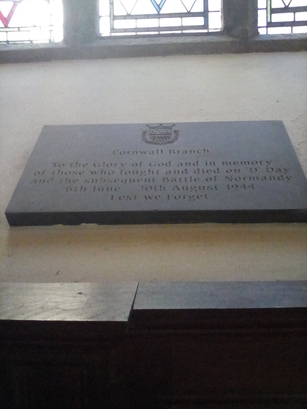 Cornwall Branch
To the Glory of God and in memory
of those who fought and died on 'D' Day
and the subsequent Battle of Normandy
6th June 20th August 1944
Lest we Forget